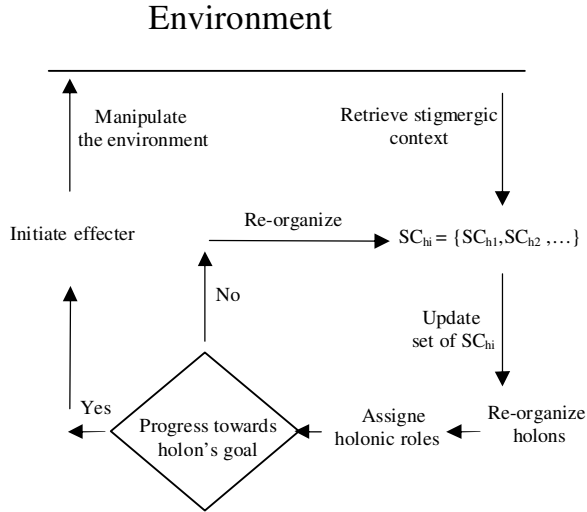 Environment
Manipulate
the environment
Retrieve stigmergic
context
Re-organize
Initiate effecter
SC_hi = {SC_h1,SC_h2 ,…}
No
Update
set of SC_hi
Yes
Progress towards
holon's goal
Assigne
holonic roles
Re-organize
holons